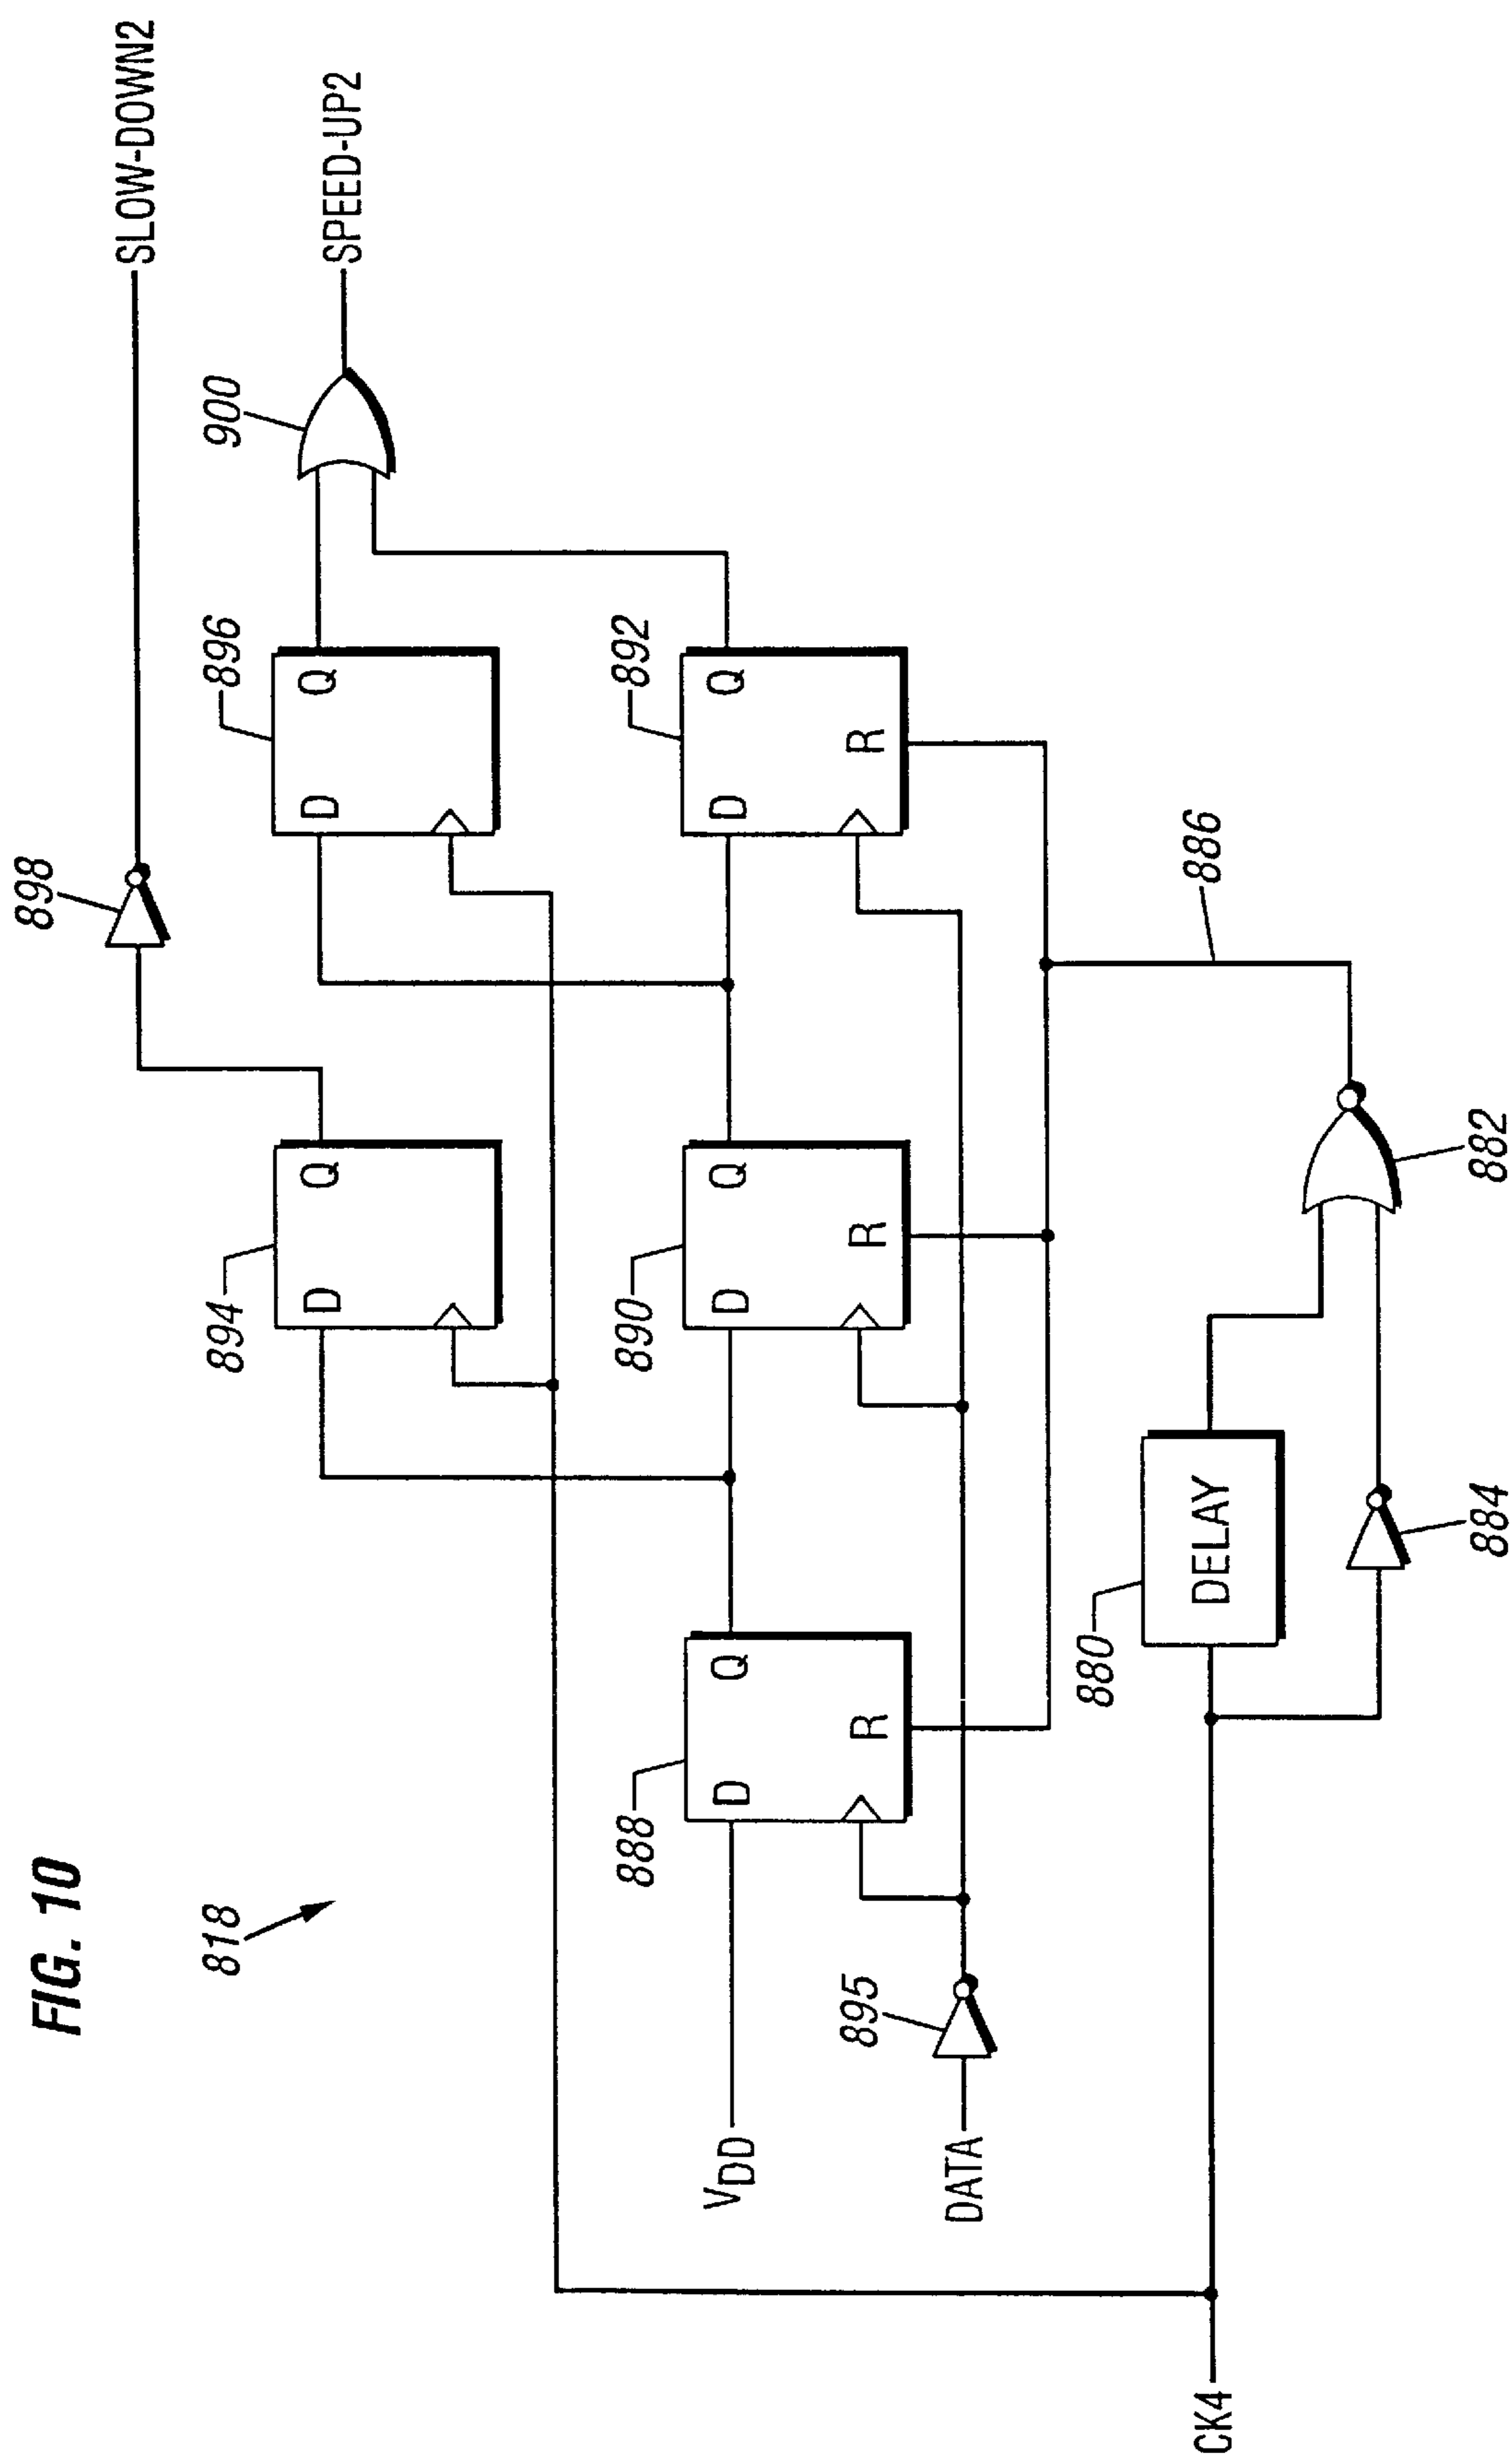 FIG. 10
818
SLOW-DOWN2
898
SPEED-UP2
900
894
D
Q
896
D
Q
888
D
Q
R
890
D
Q
R
892
D
Q
R
VDD
895
DATA
886
880
DELAY
882
884
CK4